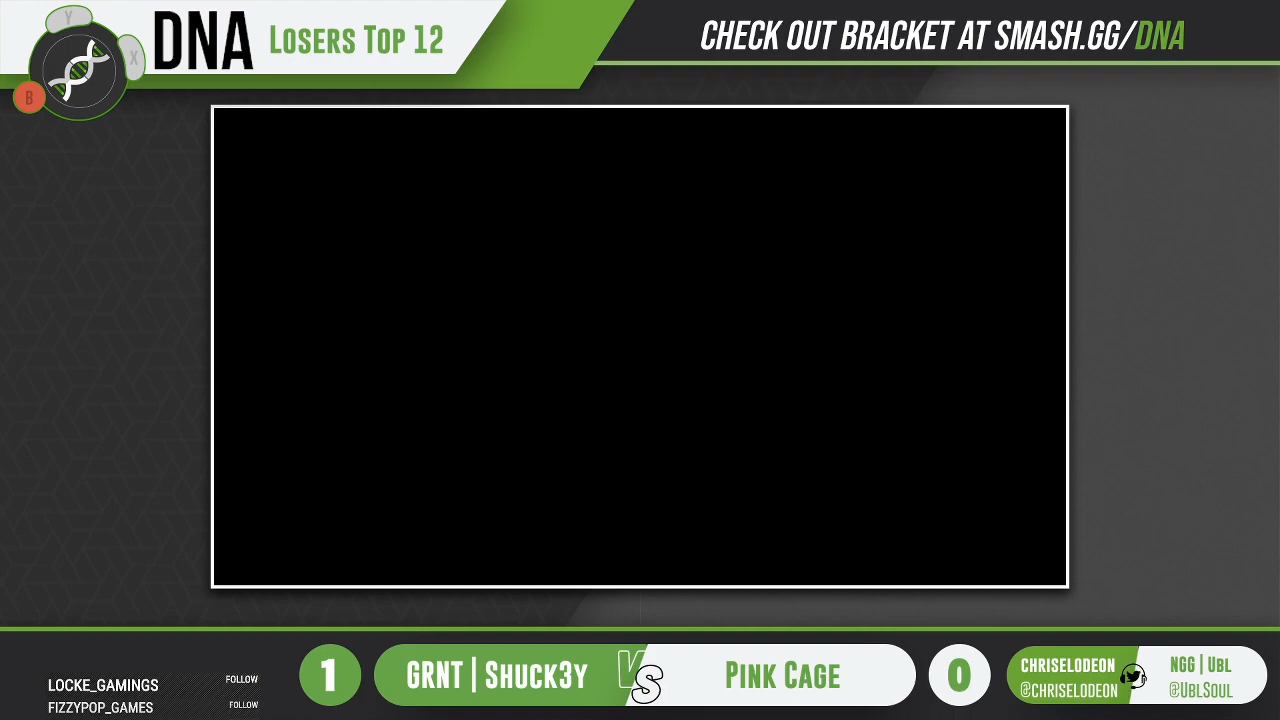 Y
X
B
DNA
Losers Top 12
CHECK OUT BRACKET AT SMASH.GG/DNA
LOCKE_GAMINGS FOLLOW
FIZZYPOP_GAMES FOLLOW
1
GRNT | Shuck3y
VS
Pink Cage
0
CHRISELODEON
@CHRISELODEON
NGG | Ubl
@UblSoul